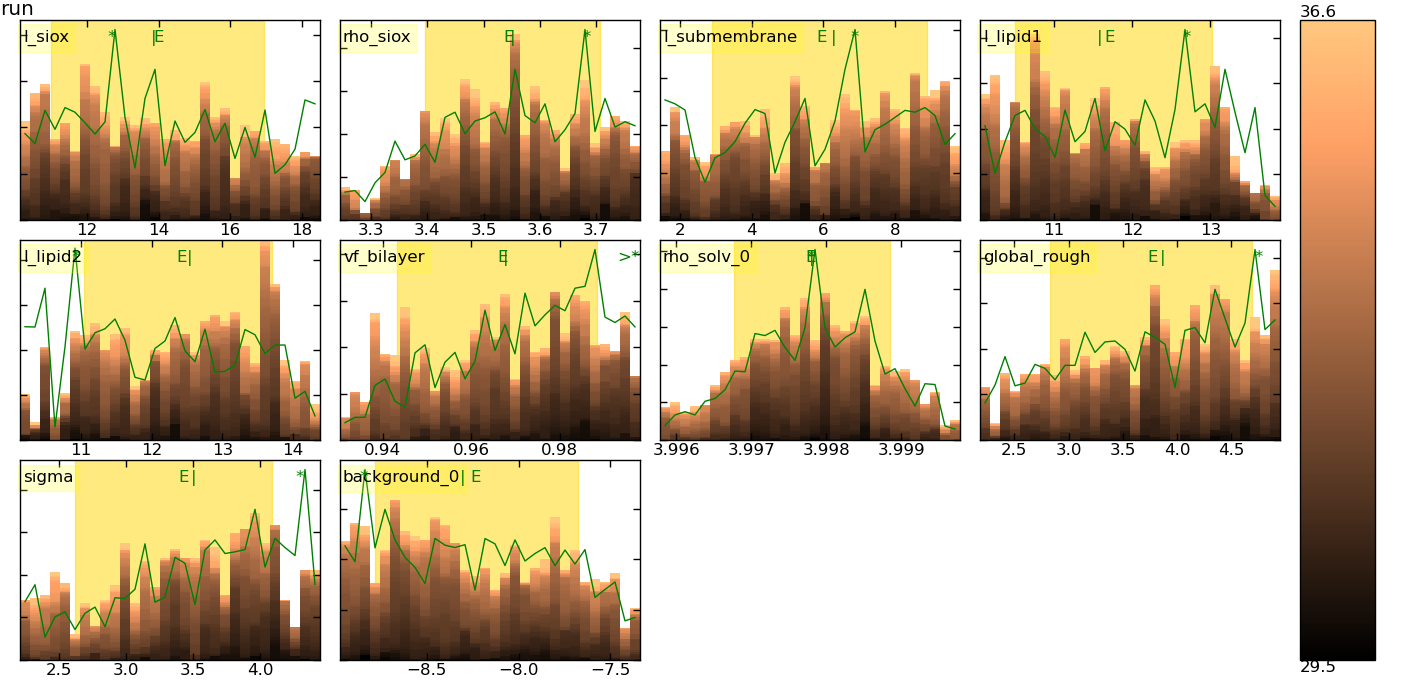 run
l_siox
* |E
12 14 16 18
rho_siox
E| *
3.3 3.4 3.5 3.6 3.7
l_submembrane
E| *
2 4 6 8
l_lipid1
|E *
11 12 13
36.6
l_lipid2
* E|
11 12 13 14
vf_bilayer
E| >*
0.94 0.96 0.98
rho_solv_0
E|*
3.996 3.997 3.998 3.999
global_rough
E| *
2.5 3.0 3.5 4.0 4.5
sigma
E| *
2.5 3.0 3.5 4.0
background_0
* | E
−8.5 −8.0 −7.5
29.5